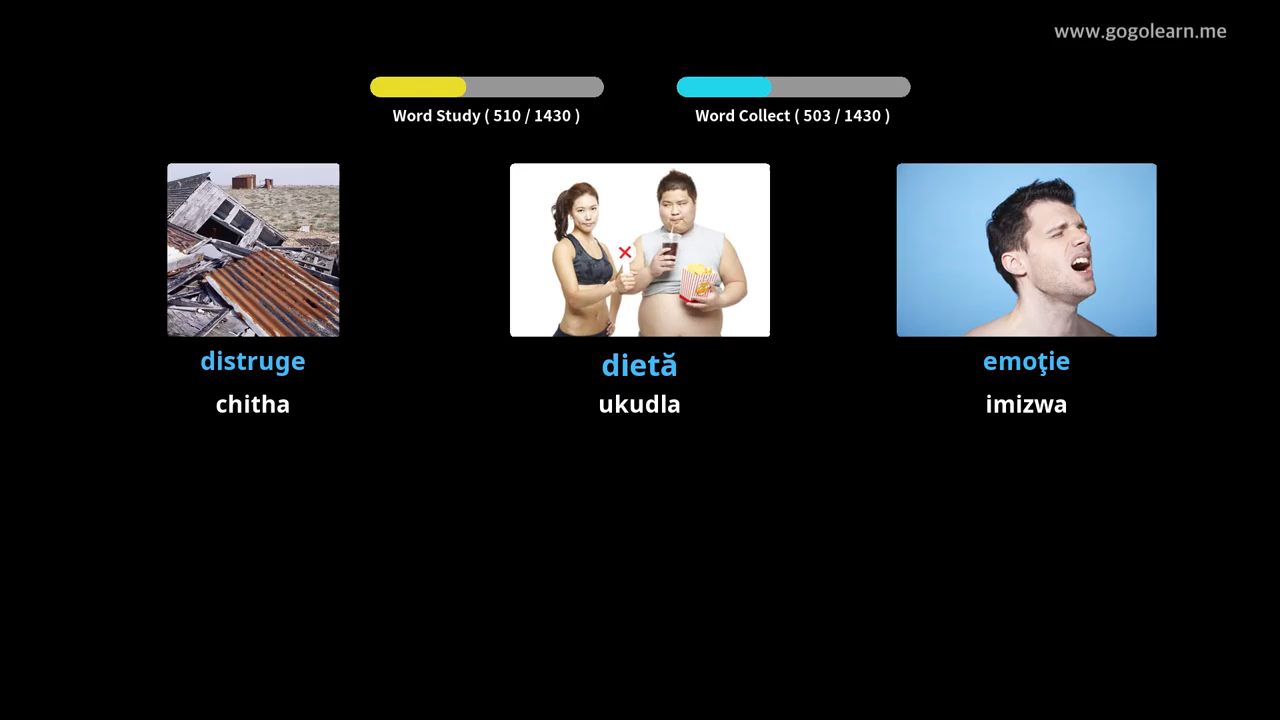 www.gogolearn.me
Word Study ( 510 / 1430 )
Word Collect ( 503 / 1430 )
distruge
dietă
emoţie
chitha
ukudla
imizwa